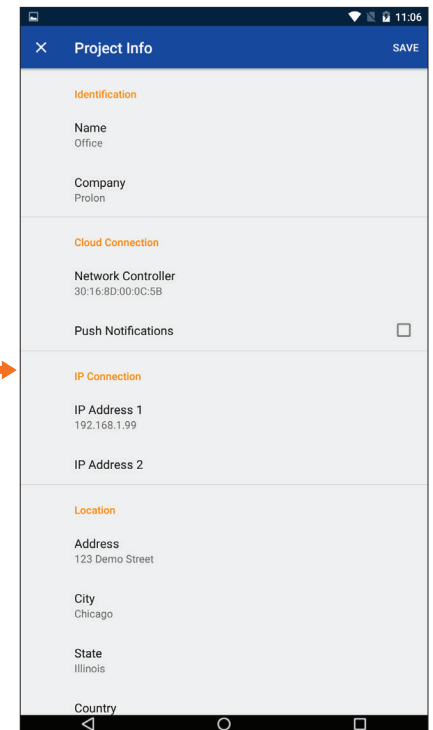 11:06
Project Info
SAVE
Identification
Name
Office
Company
Prolon
Cloud Connection
Network Controller
30:16:8D:00:0C:5B
Push Notifications
IP Connection
IP Address 1
192.168.1.99
IP Address 2
Location
Address
123 Demo Street
City
Chicago
State
Illinois
Country